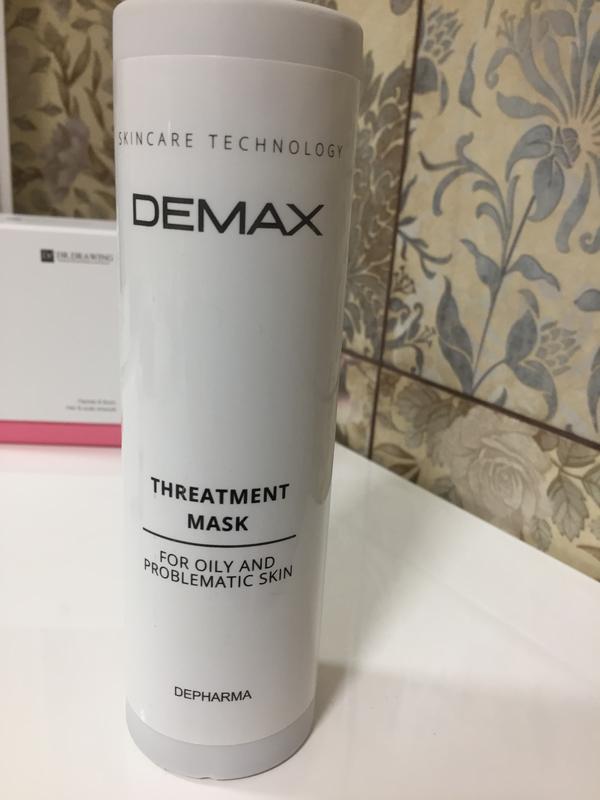 SKINCARE TECHNOLOGY
DEMAX
THREATMENT
MASK
FOR OILY AND
PROBLEMATIC SKIN
DEPHARMA
DR. DRAWING